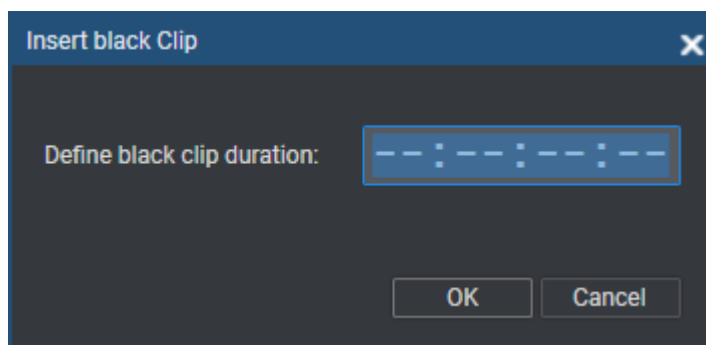 Insert black Clip
Define black clip duration: --:--:--:--
OK Cancel